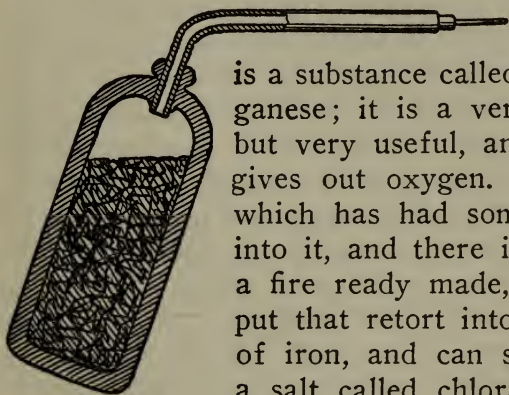 is a substance called
ganese; it is a ver
but very useful, an
gives out oxygen.
which has had som
into it, and there i
a fire ready made,
put that retort into
of iron, and can s
a salt called chlor